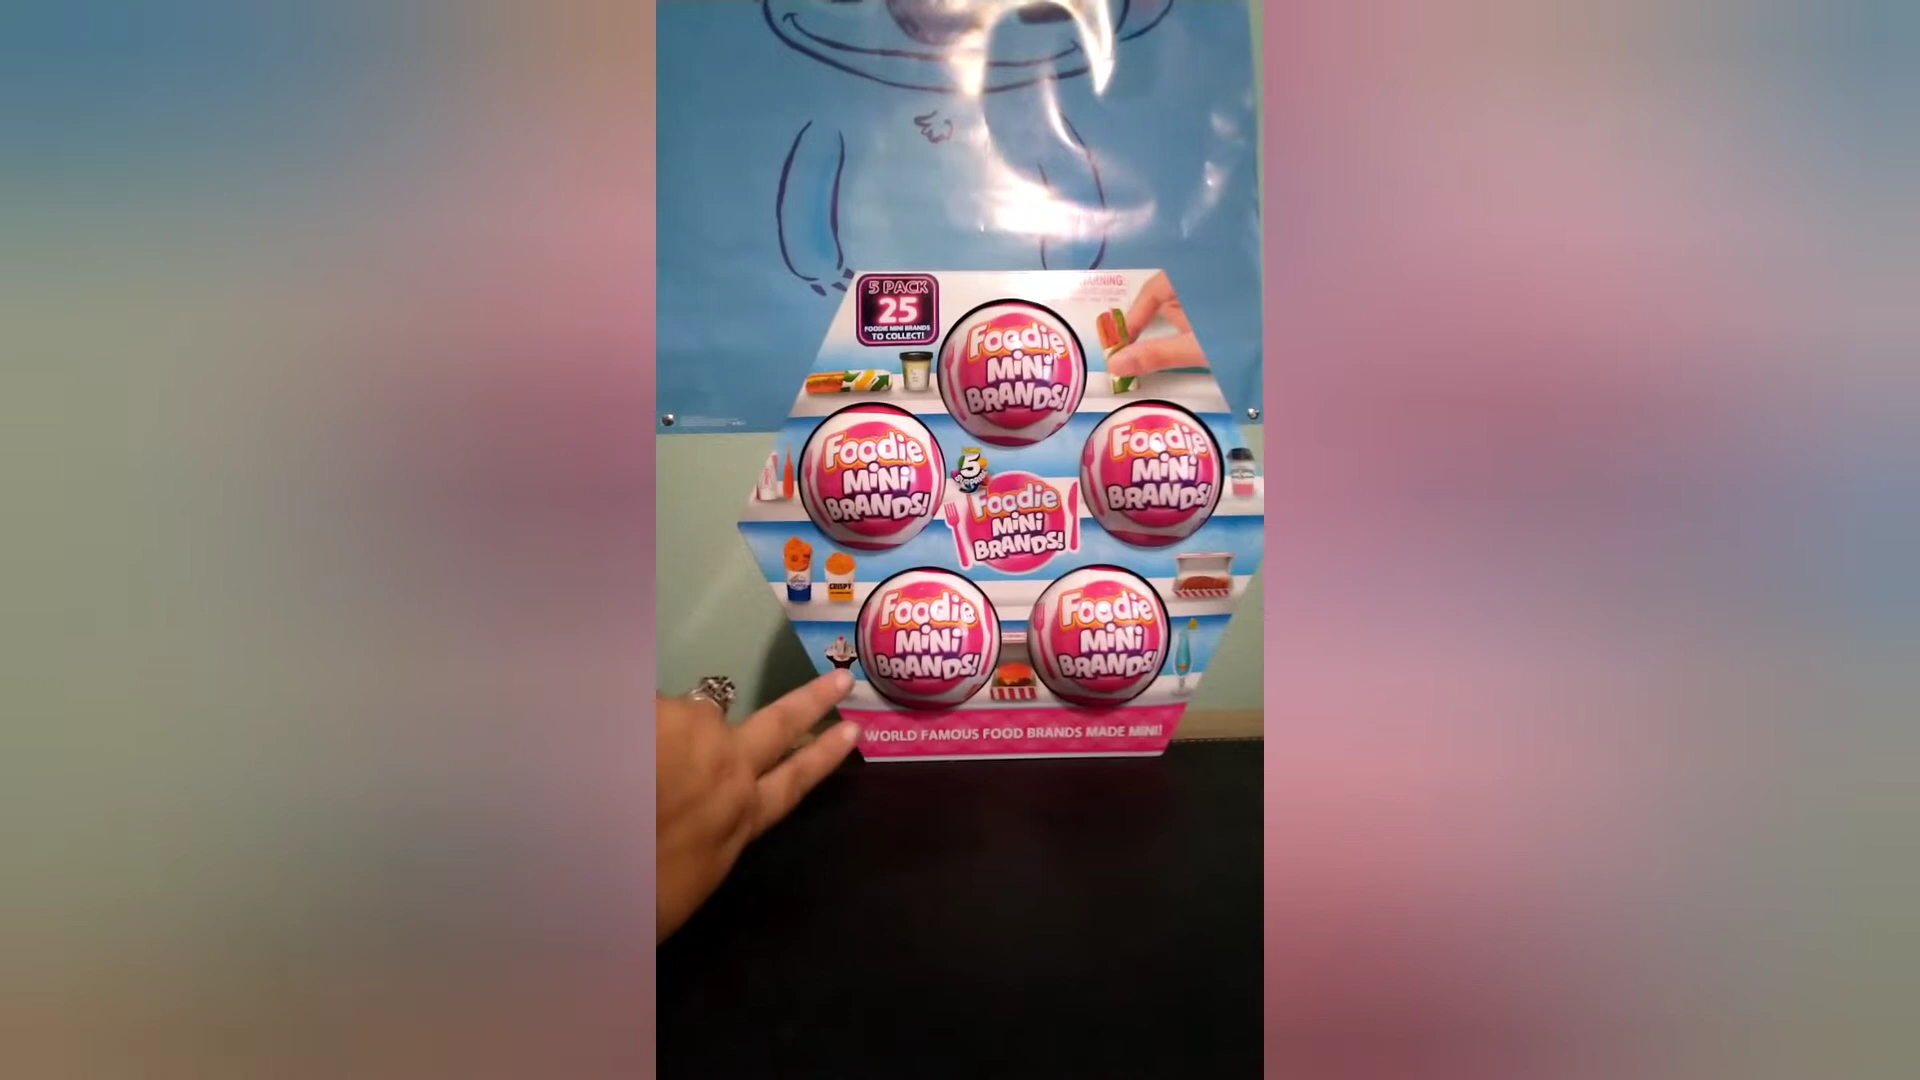 5 PACK
25
FOODIE MINI BRANDS
TO COLLECT!
WARNING:
Foodie
MiNi
BRANDS!
Foodie
MiNi
BRANDS!
Foodie
MiNi
BRANDS!
5
SURPRISE
Foodie
MiNi
BRANDS!
CRISPY
Foodie
MiNi
BRANDS!
Foodie
MiNi
BRANDS!
WORLD FAMOUS FOOD BRANDS MADE MINI!